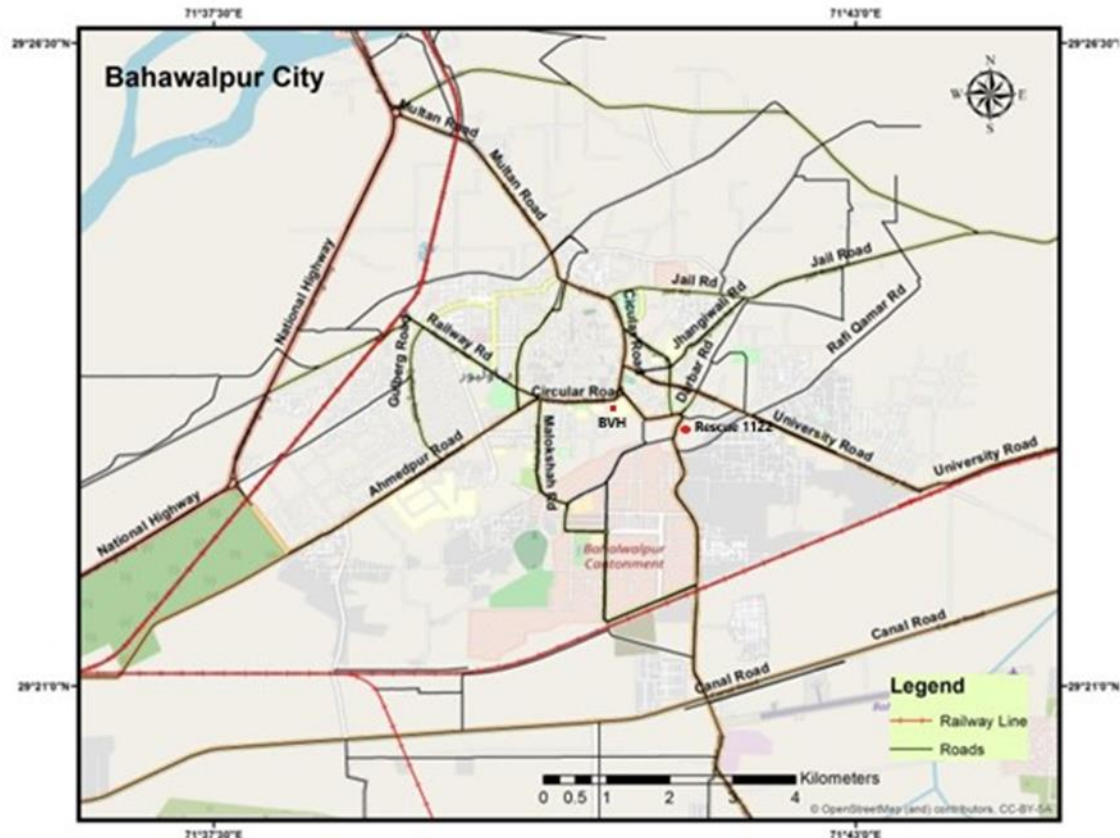 71°37'30"E
71°43'0"E
29°26'30"N
29°26'30"N
Bahawalpur City
N
W
E
S
Multan Road
Multan Road
National Highway
Jail Road
Jail Rd
Circular Road
Jhangiwali Rd
Rafi Qamar Rd
Gulberg Road
Railway Rd
Durbar Rd
Circular Road
BVH
Rescue 1122
University Road
University Road
Malokshah Rd
Ahmedpur Road
National Highway
Bahalwalpur
Cantonment
Canal Road
Canal Road
29°21'0"N
29°21'0"N
Legend
Railway Line
Roads
Kilometers
0 0.5 1 2 3 4
© OpenStreetMap (and) contributors, CC-BY-SA
71°37'30"E
71°43'0"E